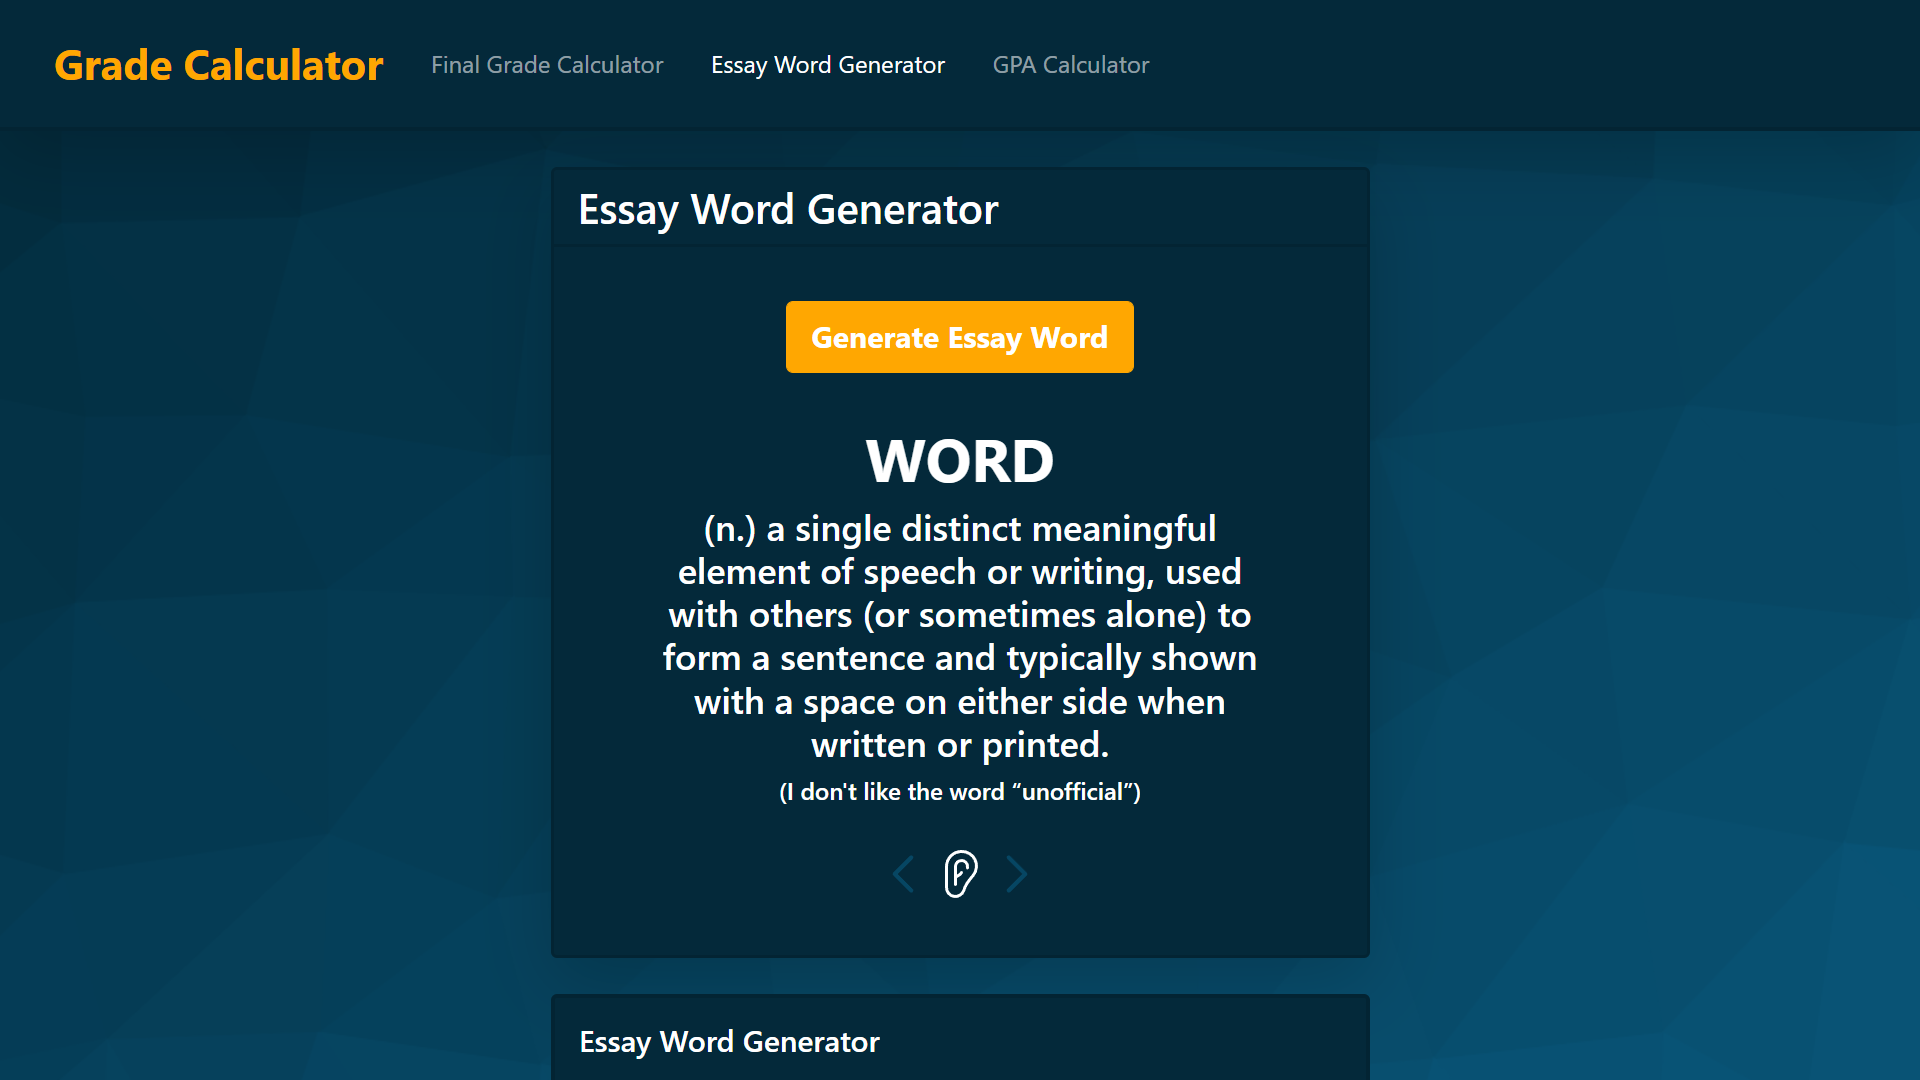 Grade Calculator
Final Grade Calculator
Essay Word Generator
GPA Calculator
Essay Word Generator
Generate Essay Word
WORD
(n.) a single distinct meaningful
element of speech or writing, used
with others (or sometimes alone) to
form a sentence and typically shown
with a space on either side when
written or printed.
(I don't like the word “unofficial”)
Essay Word Generator